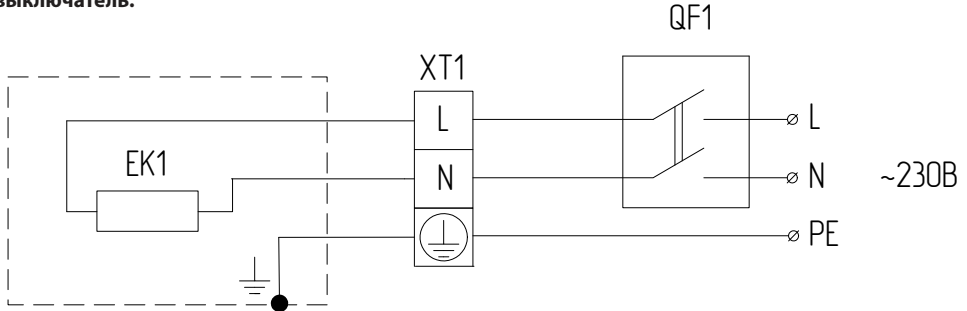 выключатель.
QF1
XT1
L
L
EK1
N
N
~230В
PE